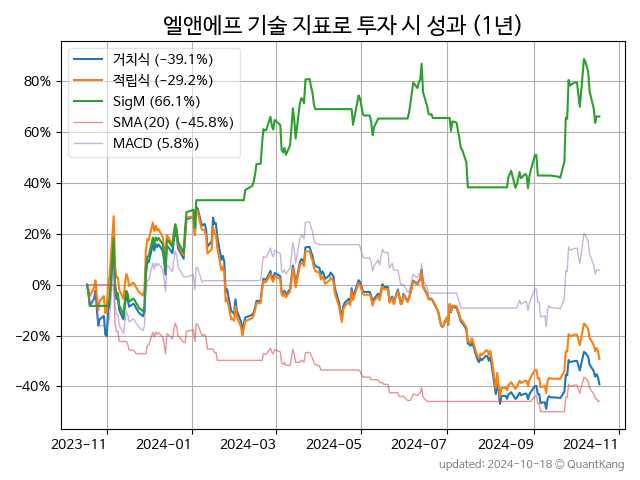 엘앤에프 기술 지표로 투자 시 성과 (1년)
거치식 (−39.1%)
적립식 (−29.2%)
SigM (66.1%)
SMA(20) (−45.8%)
MACD (5.8%)
80%
60%
40%
20%
0%
−20%
−40%
2023-11 2024-01 2024-03 2024-05 2024-07 2024-09 2024-11
updated: 2024-10-18 © QuantKang